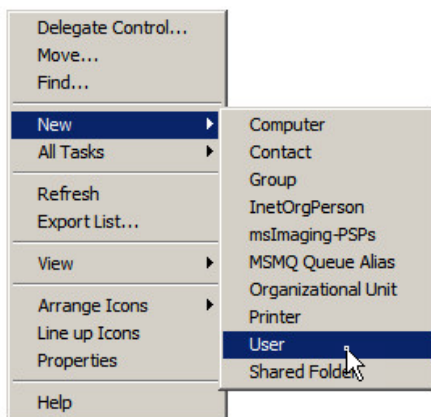 Delegate Control...
Move...
Find...
New
All Tasks
Refresh
Export List...
View
Arrange Icons
Line up Icons
Properties
Help
Computer
Contact
Group
InetOrgPerson
msImaging-PSPs
MSMQ Queue Alias
Organizational Unit
Printer
User
Shared Folder